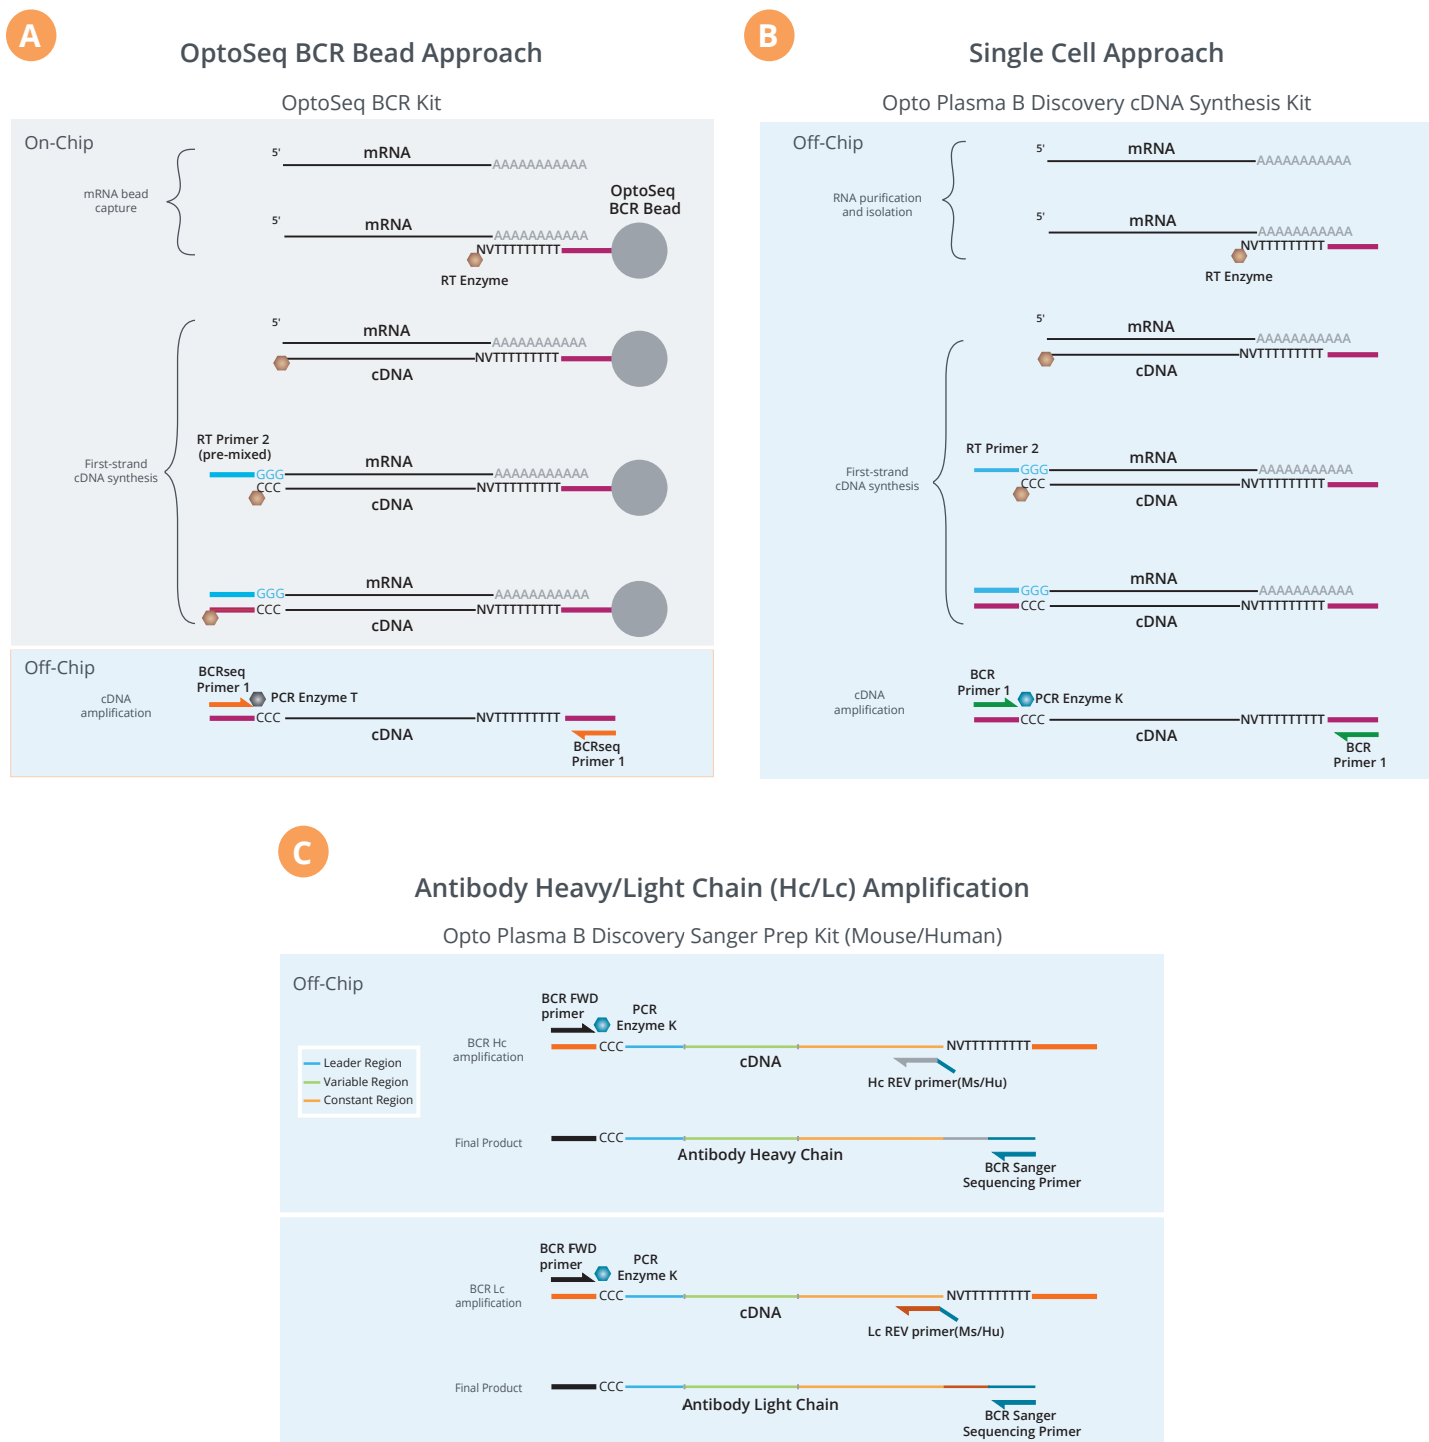 A
OptoSeq BCR Bead Approach
OptoSeq BCR Kit
On-Chip
mRNA bead
capture
5'
mRNA
AAAAAAAAAAA
5'
mRNA
AAAAAAAAAAA
NVTTTTTTTTT
OptoSeq
BCR Bead
RT Enzyme
First-strand
cDNA synthesis
5'
mRNA
AAAAAAAAAAA
NVTTTTTTTTT
cDNA
RT Primer 2
(pre-mixed)
GGG
mRNA
AAAAAAAAAAA
CCC
NVTTTTTTTTT
cDNA
GGG
mRNA
AAAAAAAAAAA
CCC
NVTTTTTTTTT
cDNA
Off-Chip
cDNA
amplification
BCRseq
Primer 1
PCR Enzyme T
CCC
NVTTTTTTTTT
cDNA
BCRseq
Primer 1
B
Single Cell Approach
Opto Plasma B Discovery cDNA Synthesis Kit
Off-Chip
RNA purification
and isolation
5'
mRNA
AAAAAAAAAAA
5'
mRNA
AAAAAAAAAAA
NVTTTTTTTTT
RT Enzyme
First-strand
cDNA synthesis
5'
mRNA
AAAAAAAAAAA
NVTTTTTTTTT
cDNA
RT Primer 2
GGG
mRNA
AAAAAAAAAAA
CCC
NVTTTTTTTTT
cDNA
GGG
mRNA
AAAAAAAAAAA
CCC
NVTTTTTTTTT
cDNA
cDNA
amplification
BCR
Primer 1
PCR Enzyme K
CCC
NVTTTTTTTTT
cDNA
BCR
Primer 1
C
Antibody Heavy/Light Chain (Hc/Lc) Amplification
Opto Plasma B Discovery Sanger Prep Kit (Mouse/Human)
Off-Chip
Leader Region
Variable Region
Constant Region
BCR Hc
amplification
BCR FWD
primer
PCR
Enzyme K
CCC
NVTTTTTTTTT
cDNA
Hc REV primer(Ms/Hu)
Final Product
CCC
Antibody Heavy Chain
BCR Sanger
Sequencing Primer
BCR Lc
amplification
BCR FWD
primer
PCR
Enzyme K
CCC
NVTTTTTTTTT
cDNA
Lc REV primer(Ms/Hu)
Final Product
CCC
Antibody Light Chain
BCR Sanger
Sequencing Primer